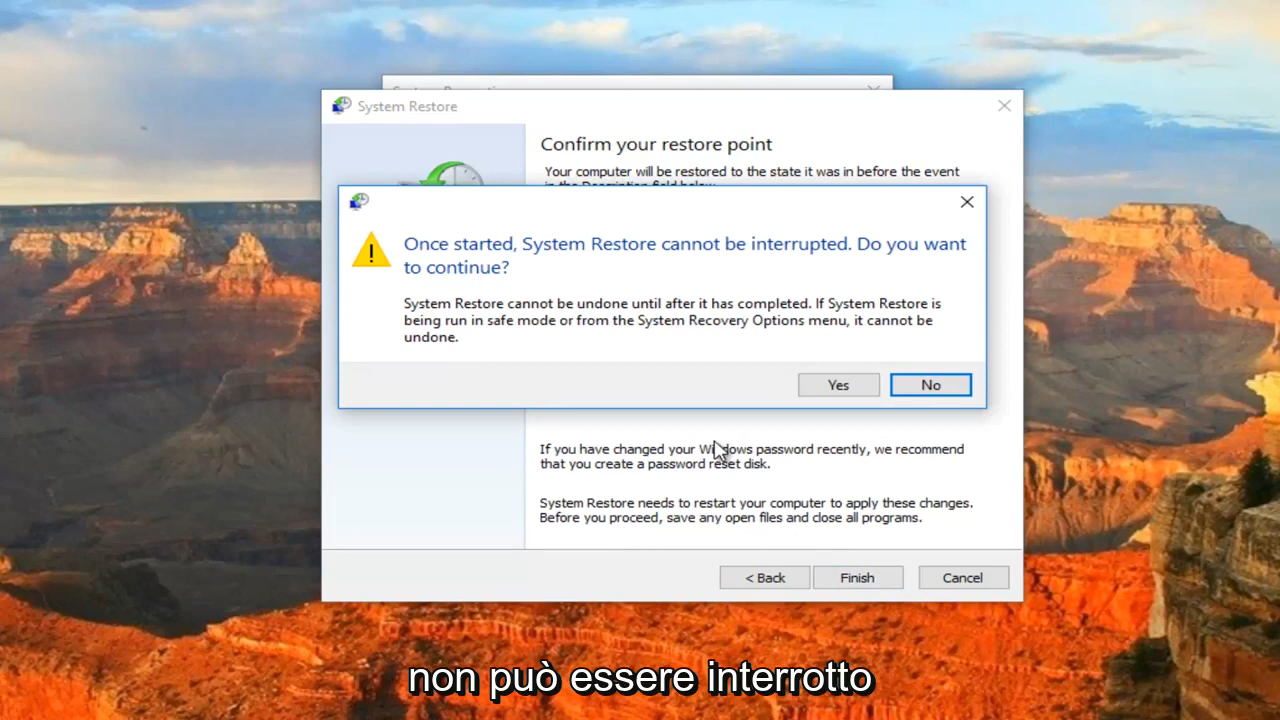 System Restore
Confirm your restore point
Your computer will be restored to the state it was in before the event
in the Description field below.
Once started, System Restore cannot be interrupted. Do you want
to continue?
System Restore cannot be undone until after it has completed. If System Restore is
being run in safe mode or from the System Recovery Options menu, it cannot be
undone.
Yes
No
If you have changed your Windows password recently, we recommend
that you create a password reset disk.
System Restore needs to restart your computer to apply these changes.
Before you proceed, save any open files and close all programs.
< Back
Finish
Cancel
non può essere interrotto